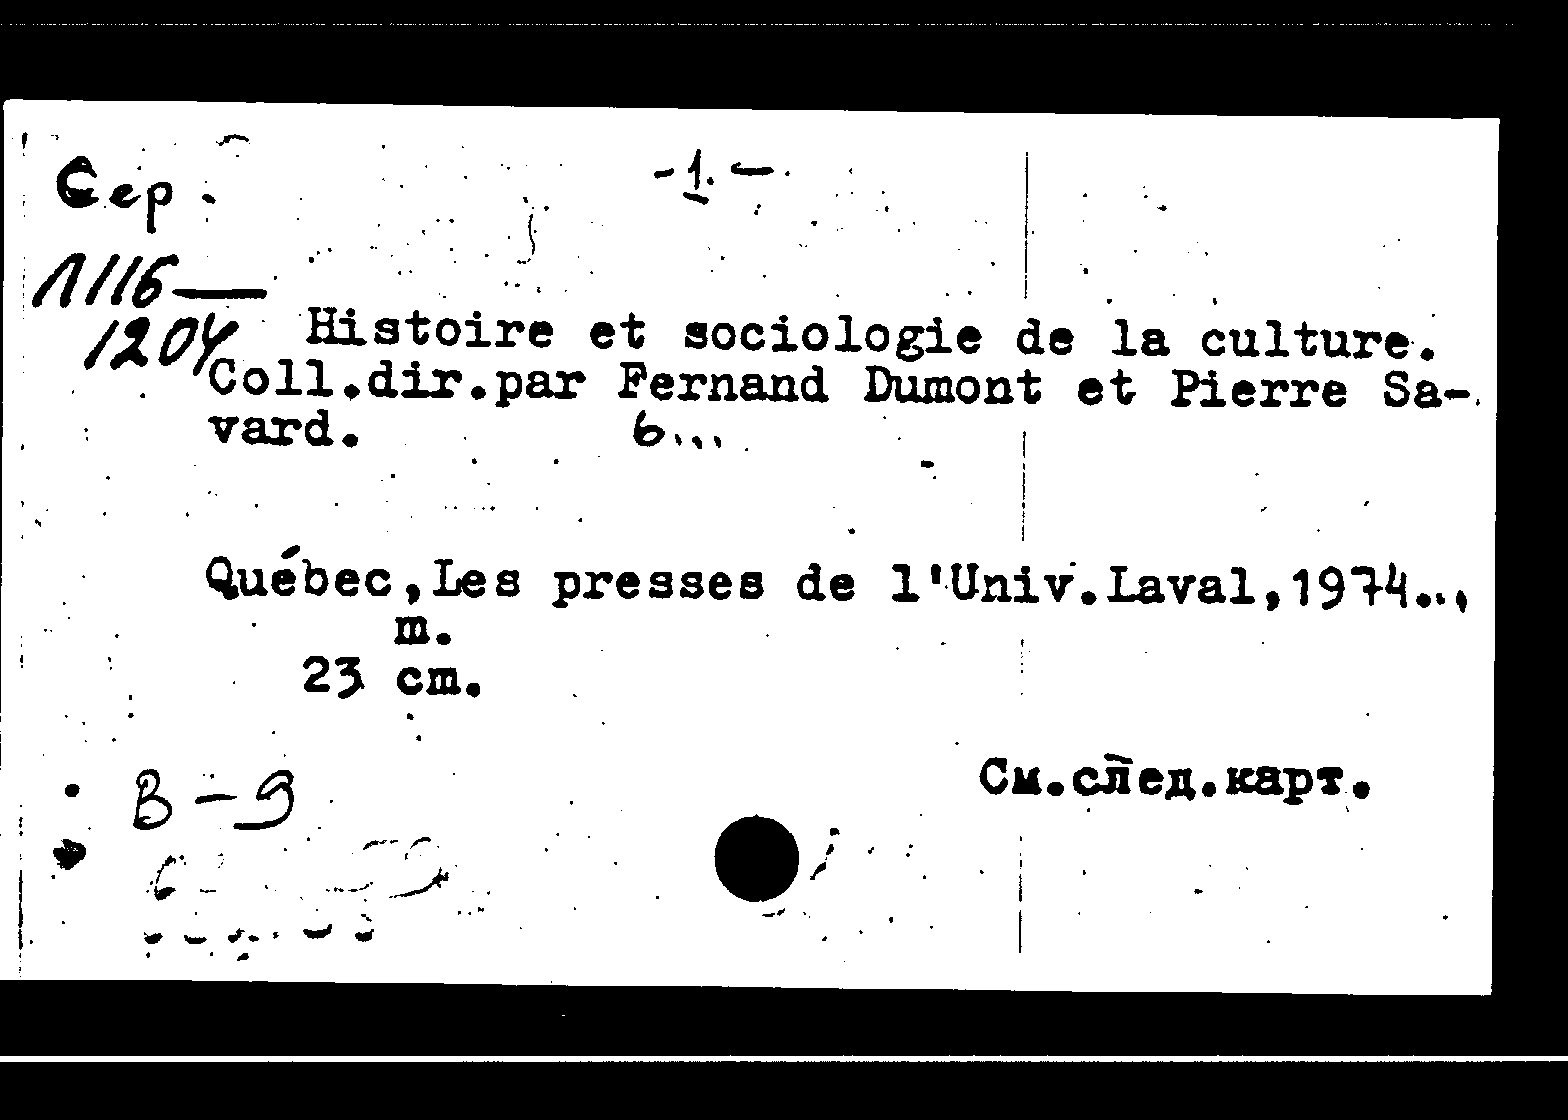 Сер.
-1.-
Л116—
1204
Histoire et sociologie de la culture.
Coll.dir.par Fernand Dumont et Pierre Sa-
vard. 6...
Québec,Les presses de l'Univ.Laval,1974..,
m.
23 cm.
См.след.карт.
В-9